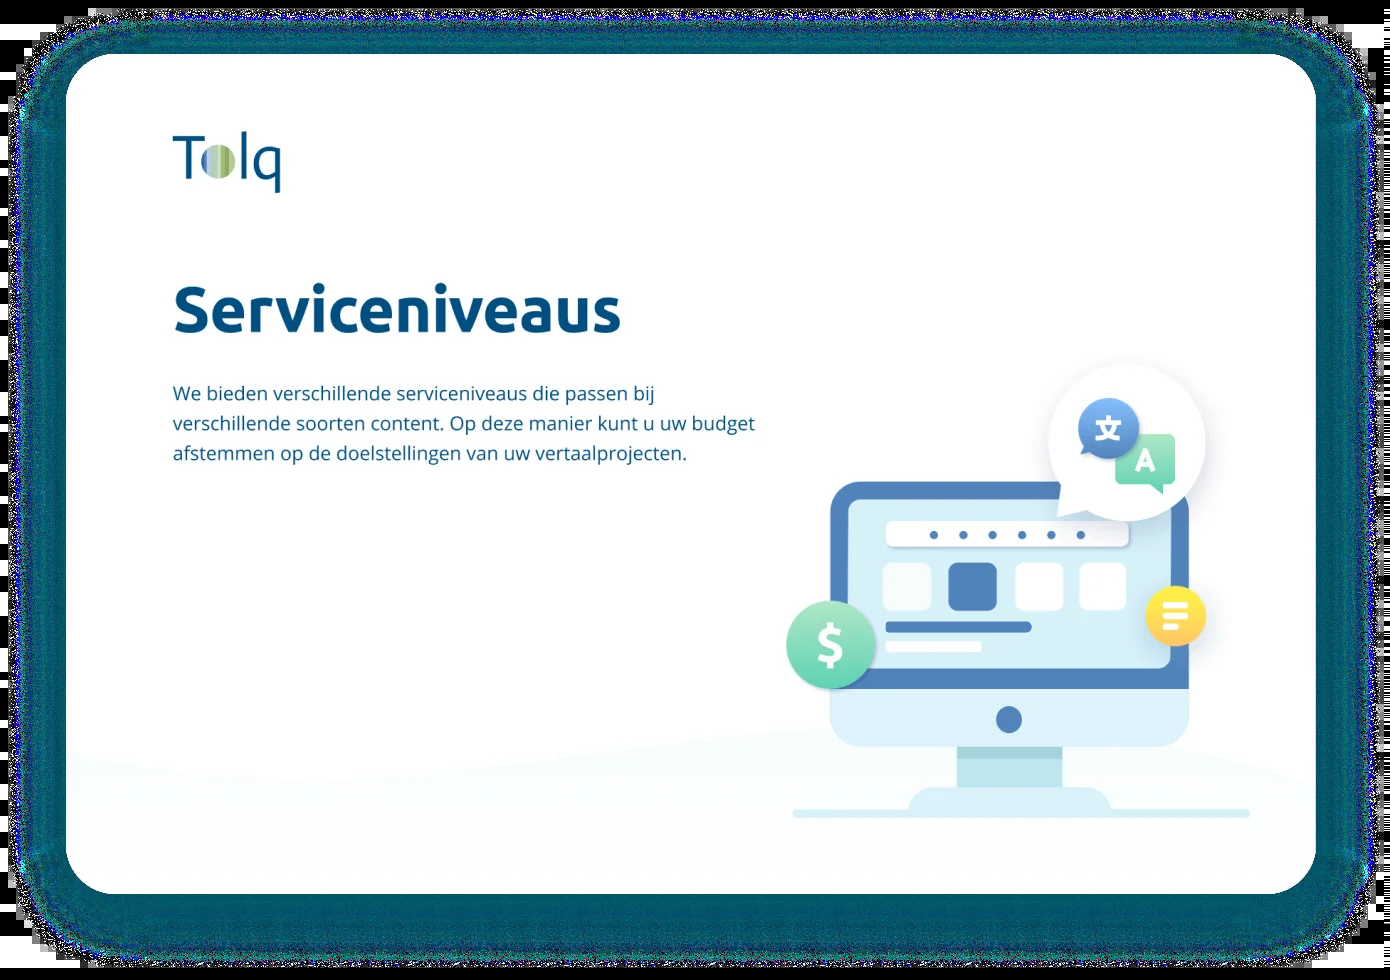 Tolq
Serviceniveaus
We bieden verschillende serviceniveaus die passen bij
verschillende soorten content. Op deze manier kunt u uw budget
afstemmen op de doelstellingen van uw vertaalprojecten.
文
A
$